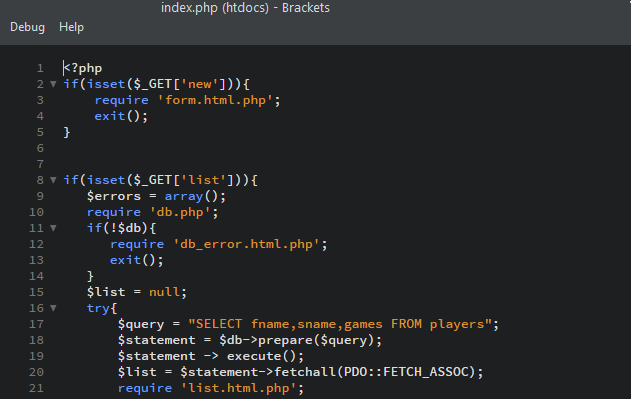 index.php (htdocs) - Brackets
Debug Help
1 <?php
2 if(isset($_GET['new'])){
3 require 'form.html.php';
4 exit();
5 }
6
7
8 if(isset($_GET['list'])){
9 $errors = array();
10 require 'db.php';
11 if(!$db){
12 require 'db_error.html.php';
13 exit();
14 }
15 $list = null;
16 try{
17 $query = "SELECT fname,sname,games FROM players";
18 $statement = $db->prepare($query);
19 $statement -> execute();
20 $list = $statement->fetchall(PDO::FETCH_ASSOC);
21 require 'list.html.php';